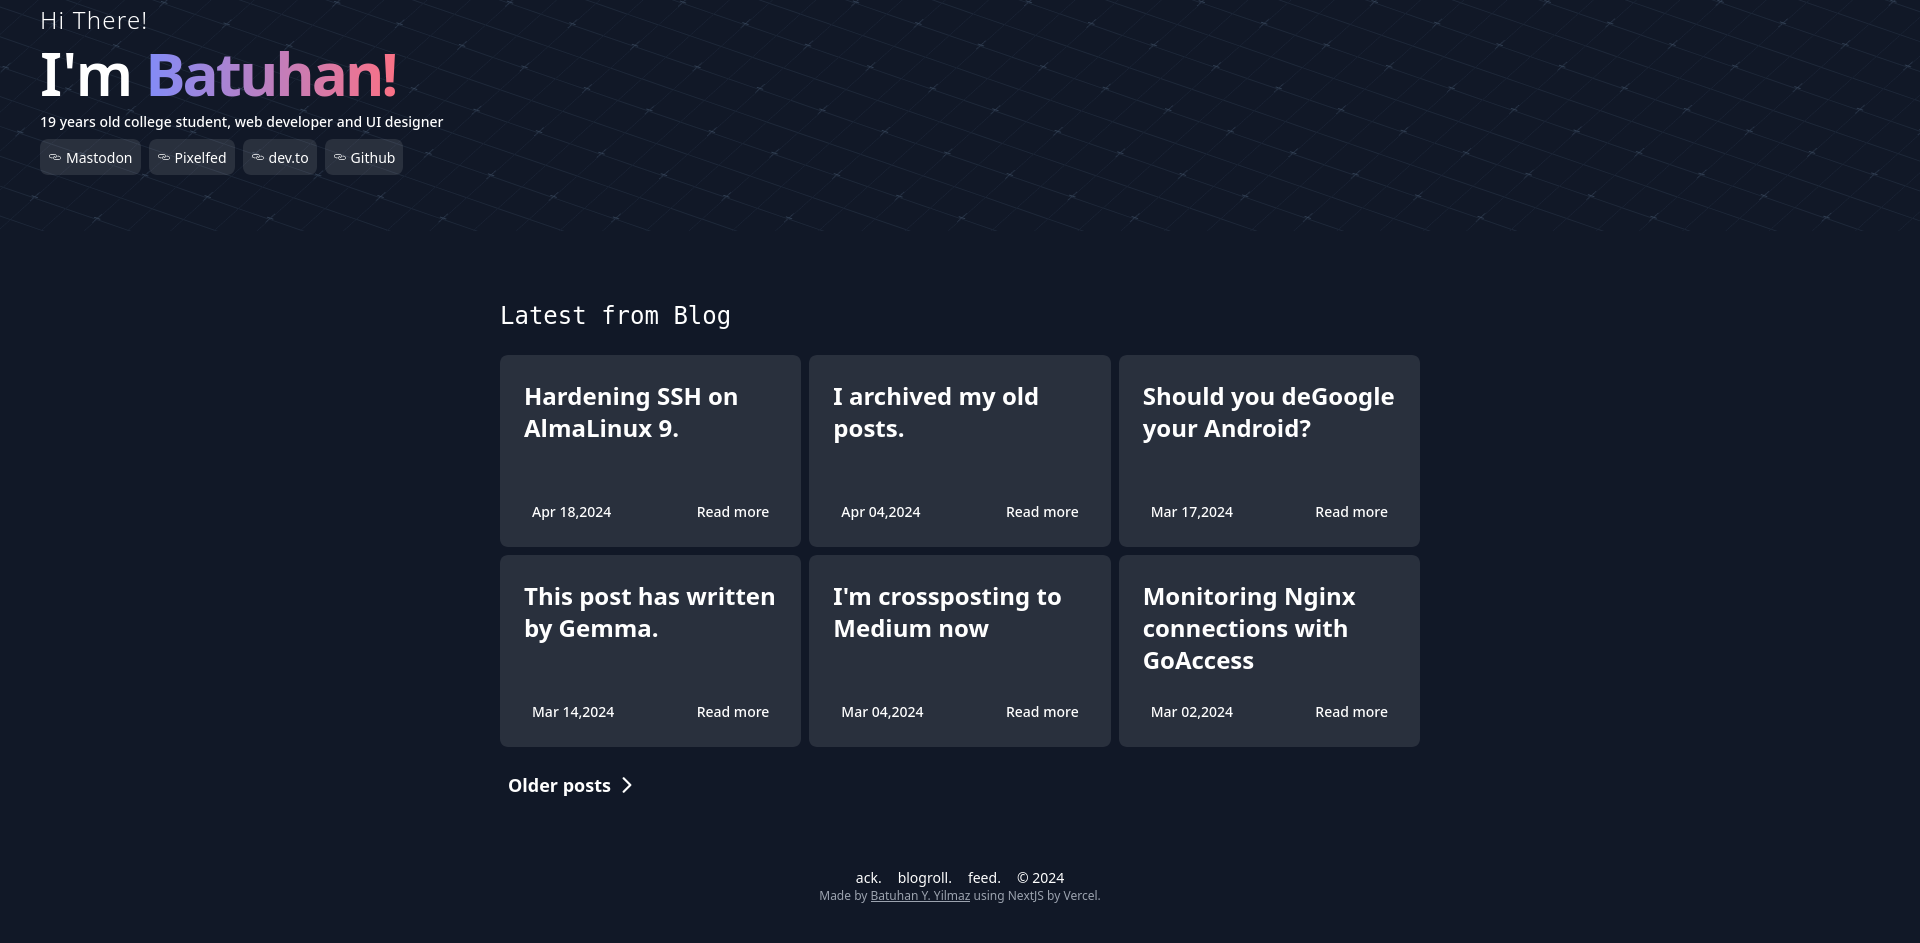 Hi There!
I'm Batuhan!
19 years old college student, web developer and UI designer
Mastodon Pixelfed dev.to Github
Latest from Blog
Hardening SSH on
AlmaLinux 9.
Apr 18,2024 Read more
I archived my old
posts.
Apr 04,2024 Read more
Should you deGoogle
your Android?
Mar 17,2024 Read more
This post has written
by Gemma.
Mar 14,2024 Read more
I'm crossposting to
Medium now
Mar 04,2024 Read more
Monitoring Nginx
connections with
GoAccess
Mar 02,2024 Read more
Older posts
ack. blogroll. feed. © 2024
Made by Batuhan Y. Yilmaz using NextJS by Vercel.